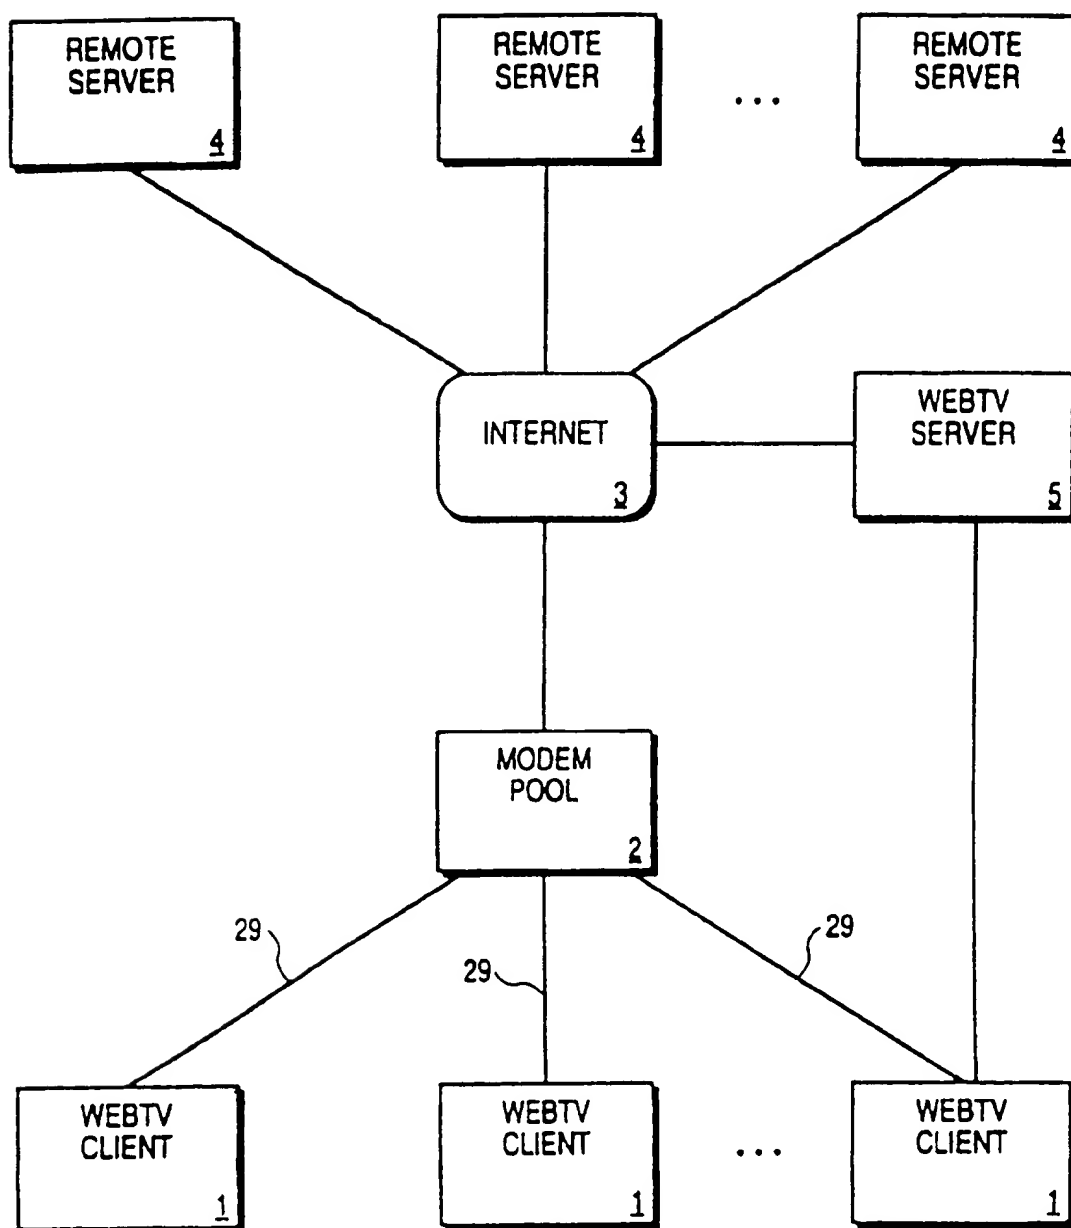 REMOTE
SERVER
4
REMOTE
SERVER
4
...
REMOTE
SERVER
4
INTERNET
3
WEBTV
SERVER
5
MODEM
POOL
2
29
29
29
WEBTV
CLIENT
1
WEBTV
CLIENT
1
...
WEBTV
CLIENT
1